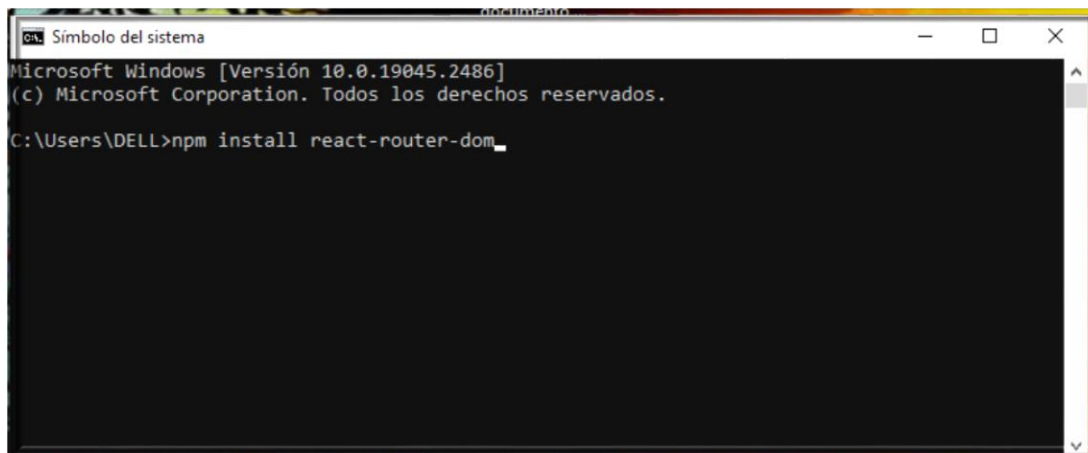 documento...
Símbolo del sistema
Microsoft Windows [Versión 10.0.19045.2486]
(c) Microsoft Corporation. Todos los derechos reservados.
C:\Users\DELL>npm install react-router-dom